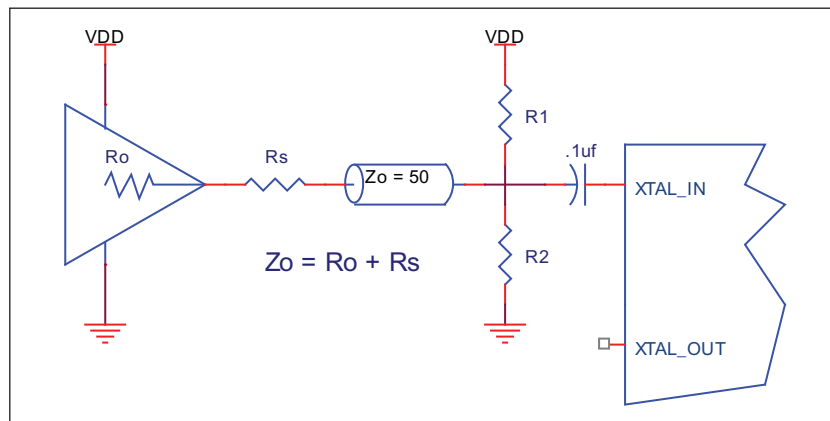 VDD
VDD
R1
Ro
Rs
Zo = 50
.1uf
XTAL_IN
Zo = Ro + Rs
R2
XTAL_OUT